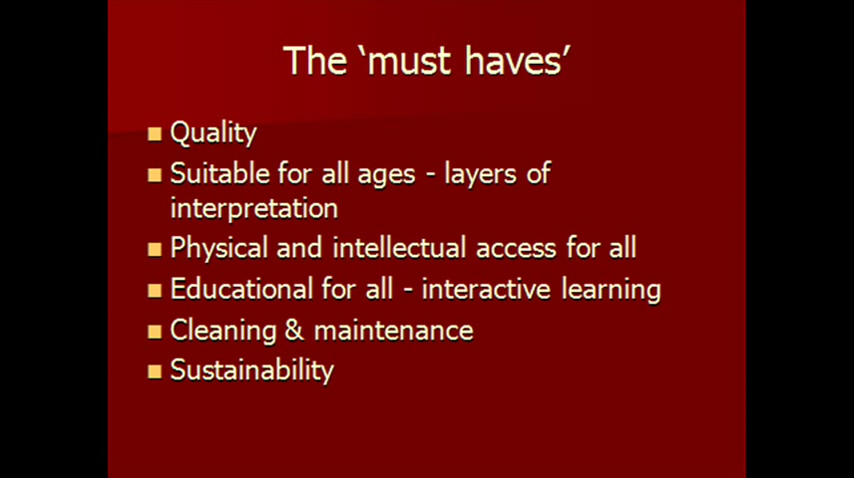 The ‘must haves’
Quality
Suitable for all ages - layers of
interpretation
Physical and intellectual access for all
Educational for all - interactive learning
Cleaning & maintenance
Sustainability